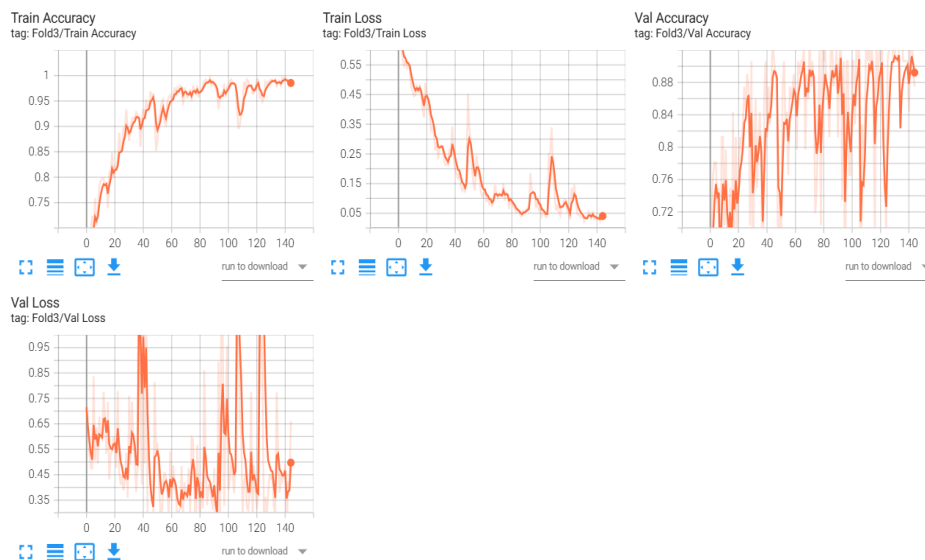 Train Accuracy
tag: Fold3/Train Accuracy
1
0.95
0.9
0.85
0.8
0.75
0 20 40 60 80 100 120 140
run to download
Train Loss
tag: Fold3/Train Loss
0.55
0.45
0.35
0.25
0.15
0.05
0 20 40 60 80 100 120 140
run to download
Val Accuracy
tag: Fold3/Val Accuracy
0.88
0.84
0.8
0.76
0.72
0 20 40 60 80 100 120 140
run to download
Val Loss
tag: Fold3/Val Loss
0.95
0.85
0.75
0.65
0.55
0.45
0.35
0 20 40 60 80 100 120 140
run to download